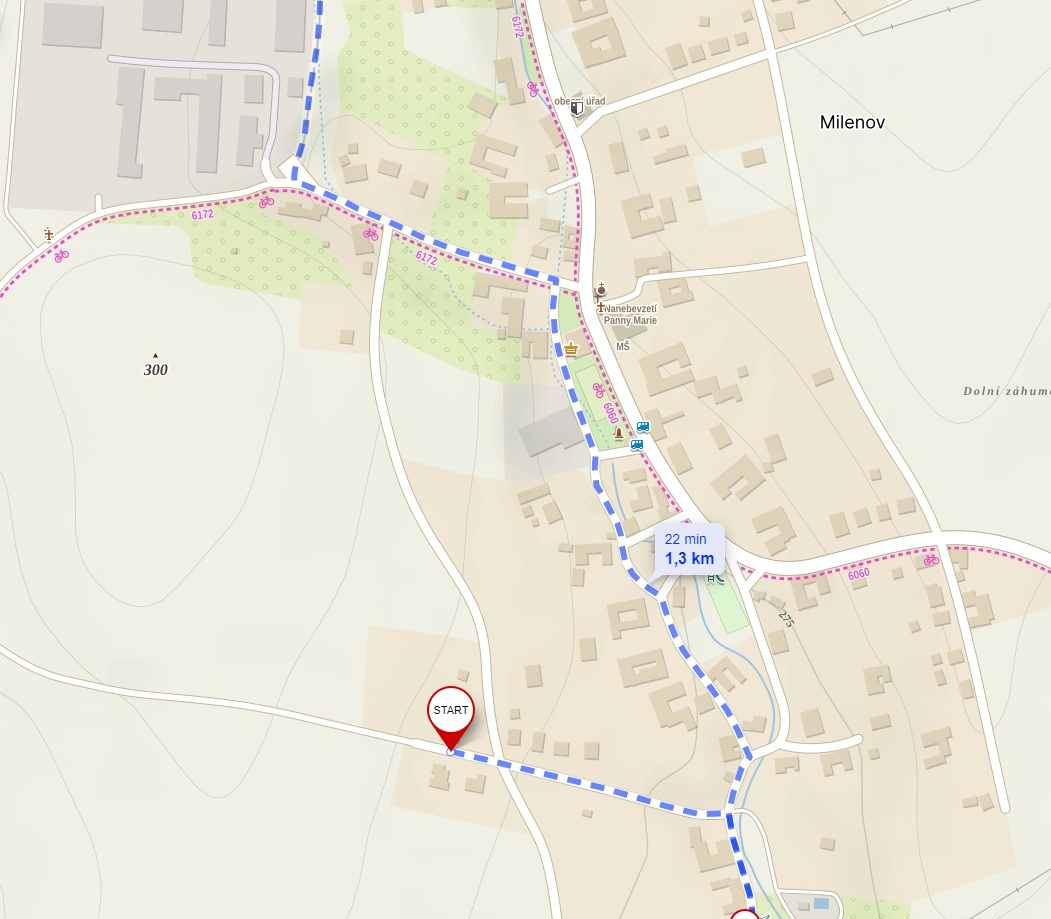 6172
obecní úřad
Milenov
6172
6172
Nanebevzetí
Panny Marie
MŠ
300
Dolní záhum
6060
22 min
1,3 km
6060
275
START